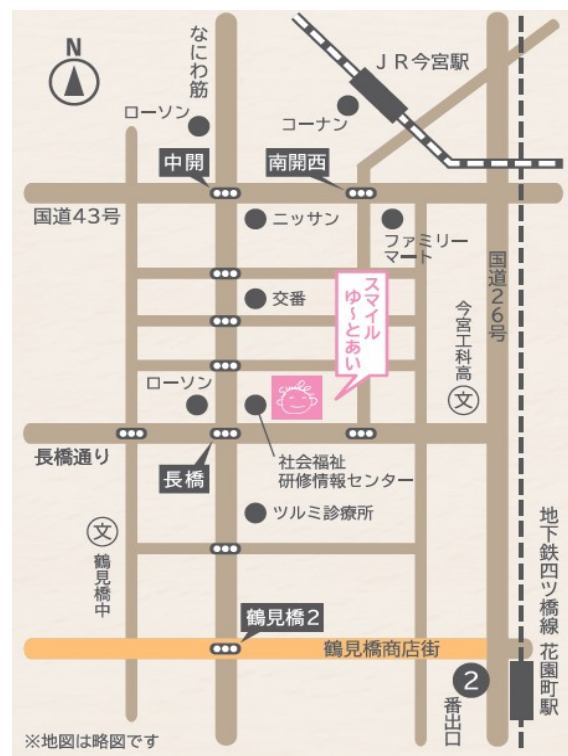 N
なにわ筋
JR今宮駅
ローソン
コーナン
中開
南開西
国道43号
ニッサン
ファミリー
マート
国道26号
交番
スマイル
ゆ〜とあい
今宮工科高
文
ローソン
長橋通り
長橋
社会福祉
研修情報センター
ツルミ診療所
文
鶴見橋中
地下鉄四ツ橋線 花園町駅
鶴見橋2
鶴見橋商店街
2
番出口
※地図は略図です